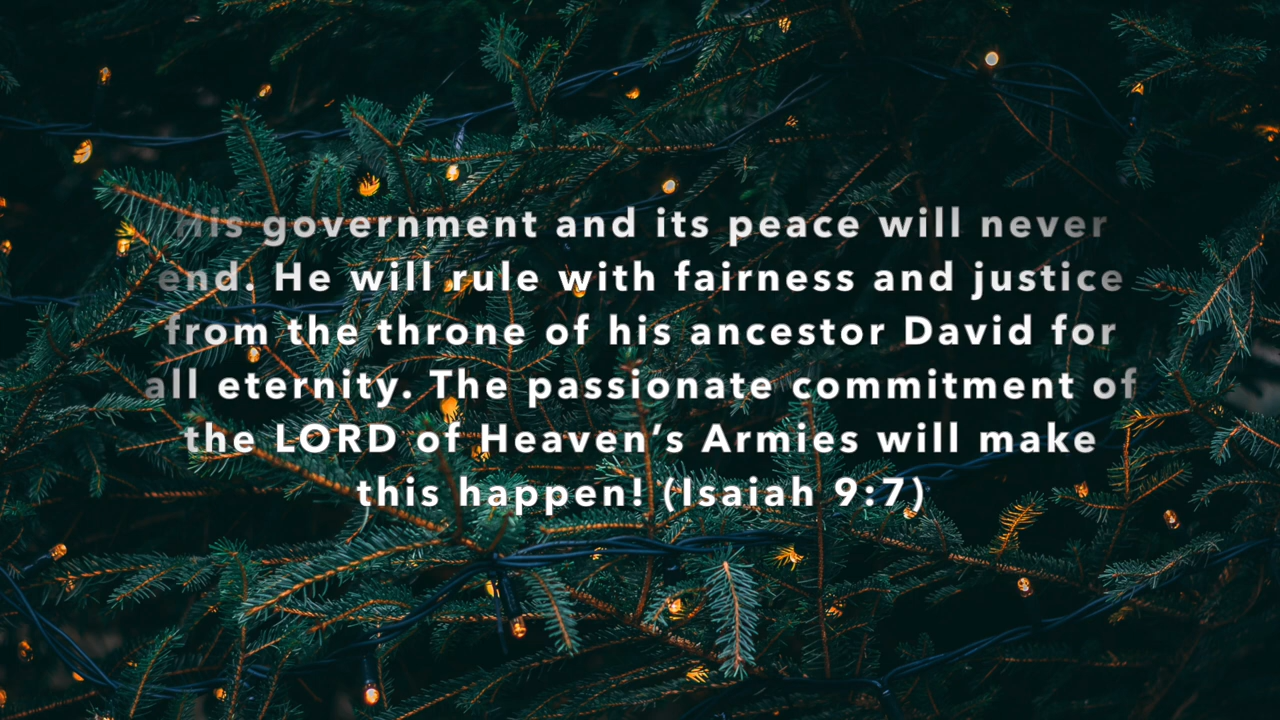 His government and its peace will never
end. He will rule with fairness and justice
from the throne of his ancestor David for
all eternity. The passionate commitment of
the LORD of Heaven’s Armies will make
this happen! (Isaiah 9:7)